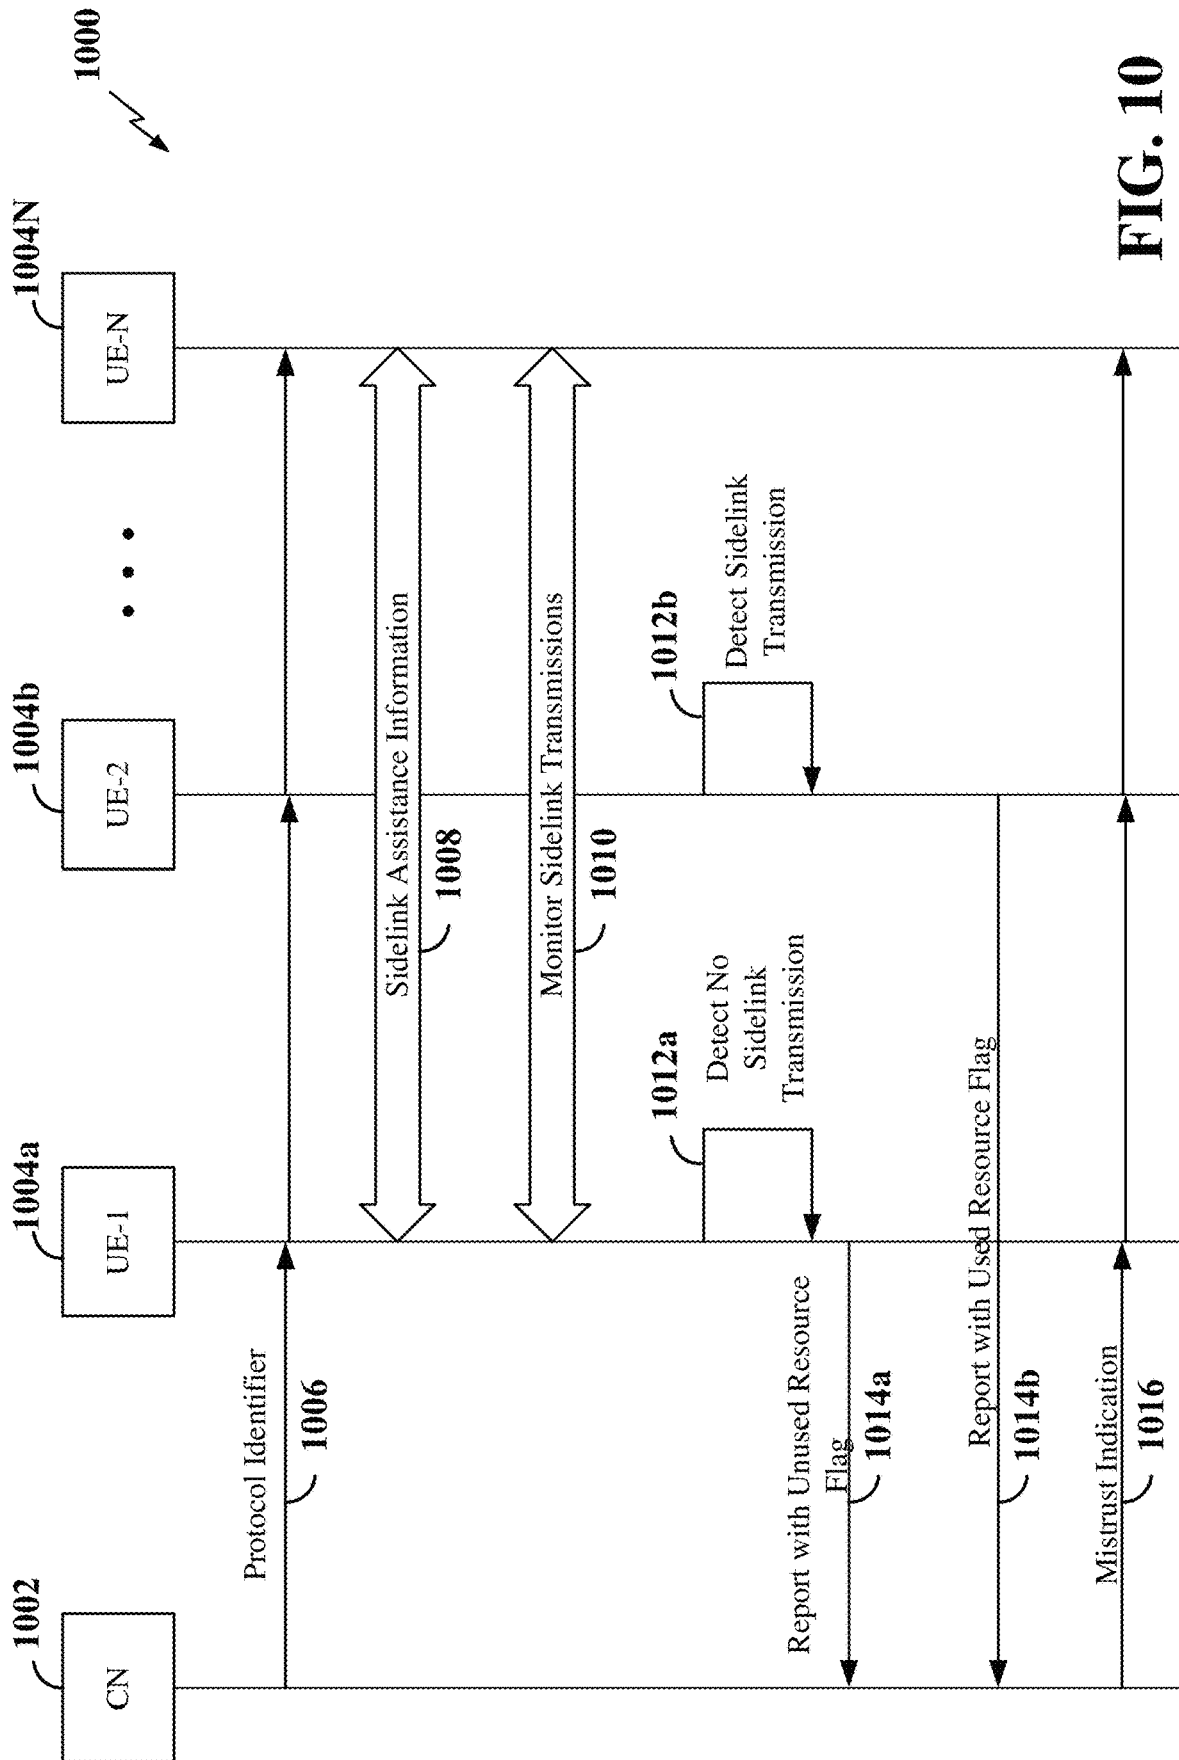 1000
1002
CN
1004a
UE-1
1004b
UE-2
1004N
UE-N
Protocol Identifier
1006
Sidelink Assistance Information
1008
Monitor Sidelink Transmissions
1010
1012a
Detect No
Sidelink
Transmission
1012b
Detect Sidelink
Transmission
Report with Unused Resource
Flag
1014a
Report with Used Resource Flag
1014b
Mistrust Indication
1016
FIG. 10